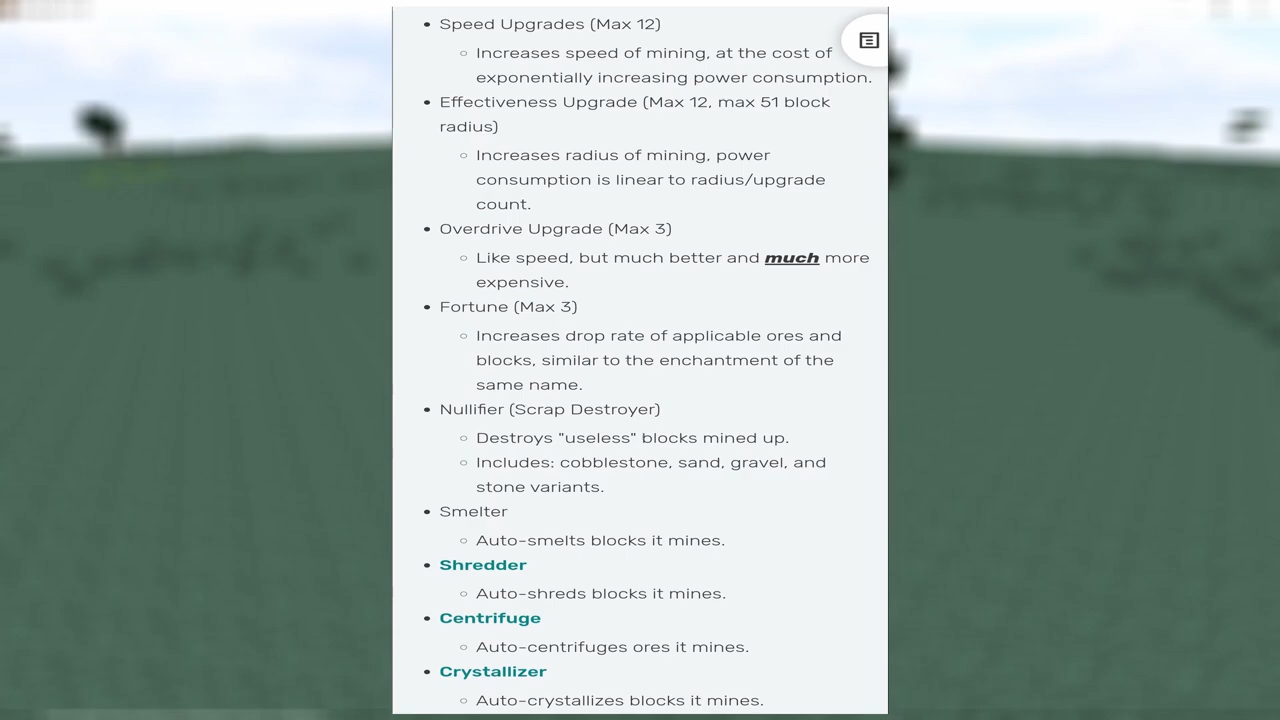 Speed Upgrades (Max 12)
Increases speed of mining, at the cost of
exponentially increasing power consumption.
Effectiveness Upgrade (Max 12, max 51 block
radius)
Increases radius of mining, power
consumption is linear to radius/upgrade
count.
Overdrive Upgrade (Max 3)
Like speed, but much better and much more
expensive.
Fortune (Max 3)
Increases drop rate of applicable ores and
blocks, similar to the enchantment of the
same name.
Nullifier (Scrap Destroyer)
Destroys "useless" blocks mined up.
Includes: cobblestone, sand, gravel, and
stone variants.
Smelter
Auto-smelts blocks it mines.
Shredder
Auto-shreds blocks it mines.
Centrifuge
Auto-centrifuges ores it mines.
Crystallizer
Auto-crystallizes blocks it mines.